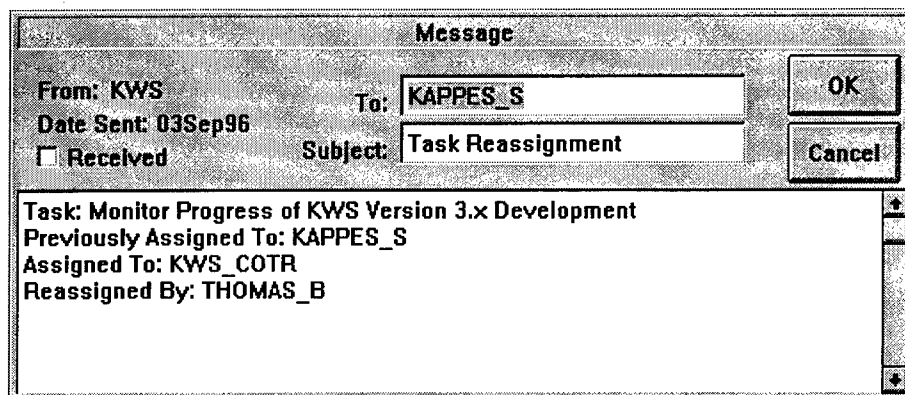 Message
From: KWS
To: KAPPES_S
OK
Date Sent: 03Sep96
Subject: Task Reassignment
Received
Cancel
Task: Monitor Progress of KWS Version 3.x Development
Previously Assigned To: KAPPES_S
Assigned To: KWS_COTR
Reassigned By: THOMAS_B